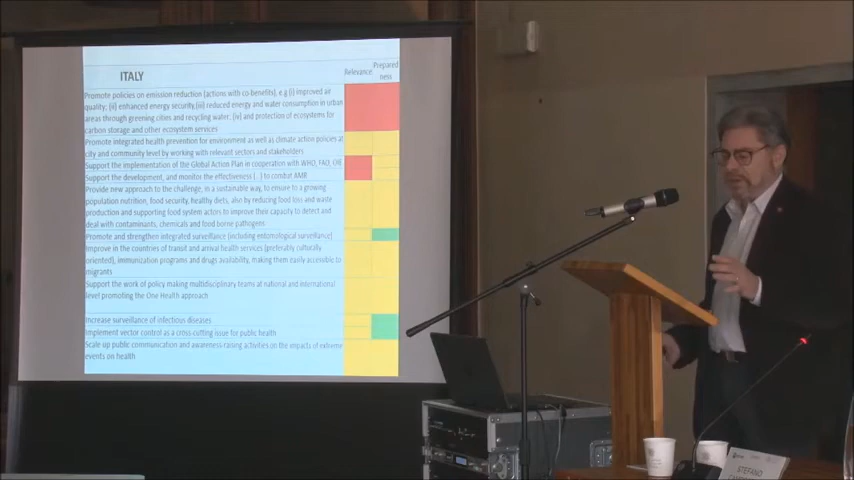 ITALY
Relevance
Prepared
ness
Promote policies on emission reduction (actions with co-benefits), e.g (i) improved air
quality; (ii) enhanced energy security,(iii) reduced energy and water consumption in urban
areas through greening cities and recycling water, (iv) and protection of ecosystems for
carbon storage and other ecosystem services
Promote integrated health prevention for environment as well as climate action policies at
city and community level by working with relevant sectors and stakeholders
Support the implementation of the Global Action Plan in cooperation with WHO, FAO, OIE
Support the development, and monitor the effectiveness (...) to conduct AMR
Provide new approach to the challenge, in a sustainable way, to ensure to a growing
population nutrition, food security, healthy diets, also by reducing food loss and waste
production and supporting food system actors to improve their capacity to detect and
deal with contaminants, chemicals and food borne pathogens
Promote and strengthen integrated surveillance (including entomological surveillance)
Improve in the countries of transit and arrival health services (preferably culturally
oriented), immunization programs and drugs availability, making them easily accessible to
migrants
Support the work of policy making multidisciplinary teams at national and international
level promoting the One Health approach
Increase surveillance of infectious diseases
Implement vector control as a cross-cutting issue for public health
Scale up public communication and awareness raising activities on the impacts of extreme
events on health
STEFANO